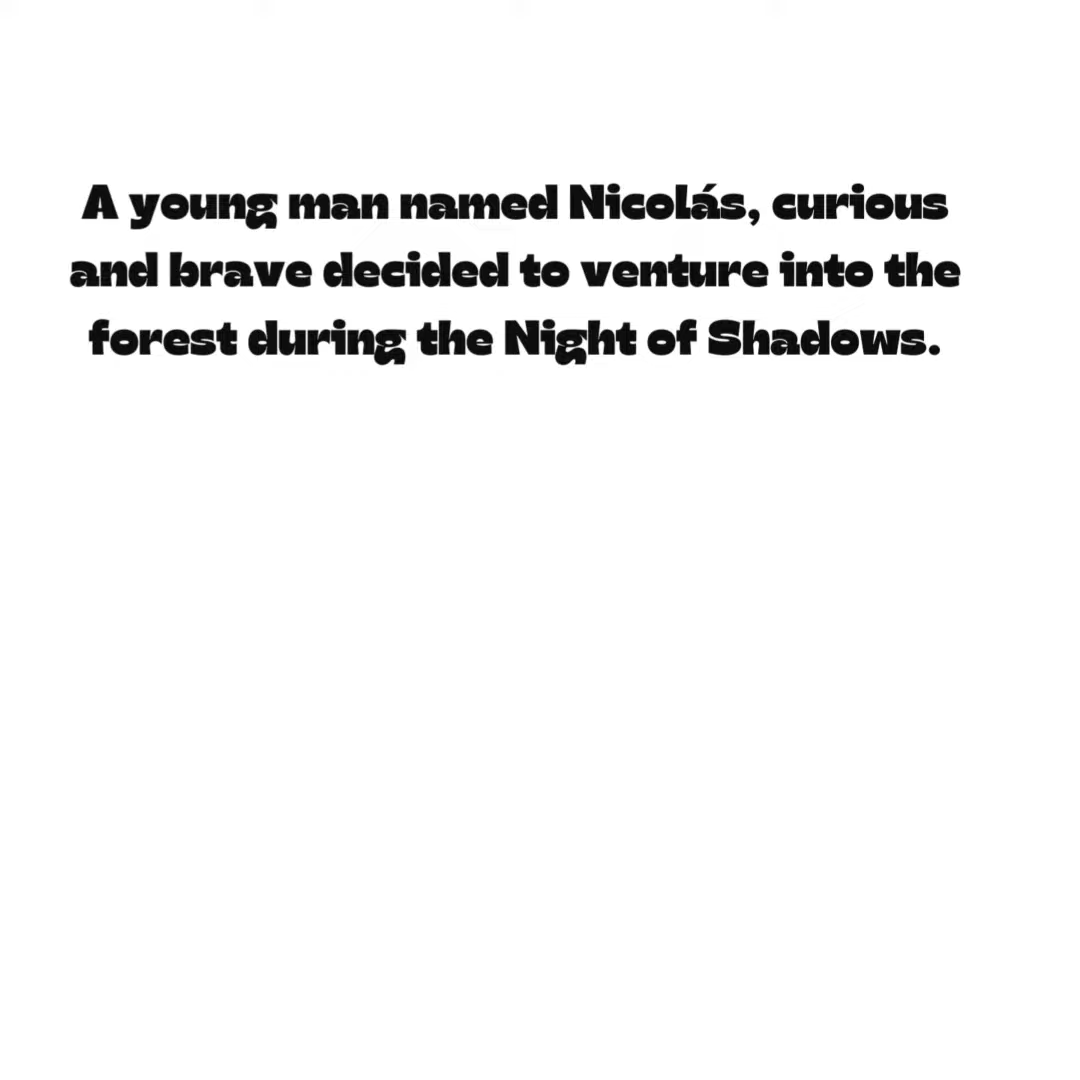 A young man named Nicolás, curious
and brave decided to venture into the
forest during the Night of Shadows.